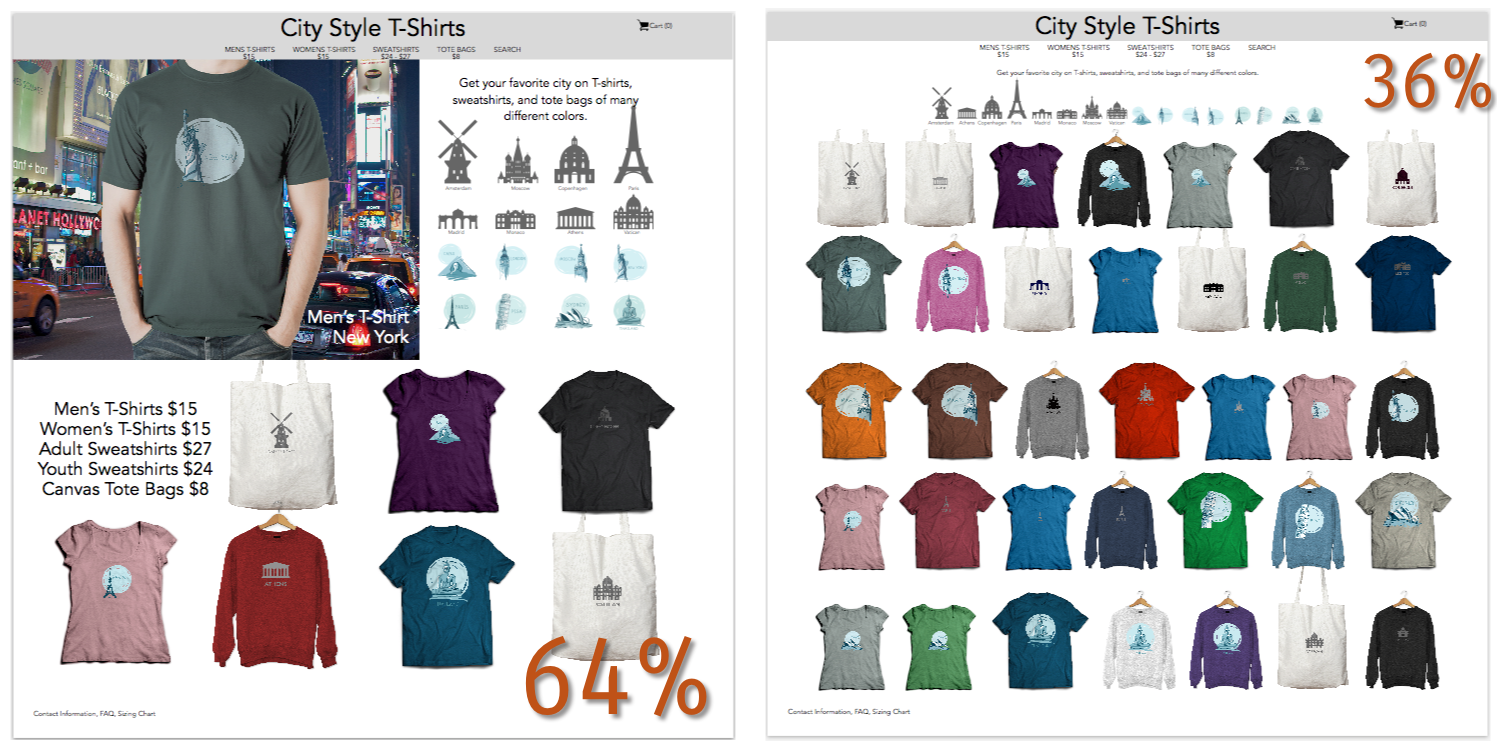 City Style T-Shirts
Cart (0)
MENS T-SHIRTS
$15
WOMENS T-SHIRTS
$15
SWEATSHIRTS
$24 - $27
TOTE BAGS
$8
SEARCH
Get your favorite city on T-shirts,
sweatshirts, and tote bags of many
different colors.
Amsterdam
Moscow
Copenhagen
Paris
Madrid
Monaco
Athens
Vatican
SYDNEY
PLANET HOLLYWO
ant + bar
Men's T-Shirt
New York
Men's T-Shirts $15
Women's T-Shirts $15
Adult Sweatshirts $27
Youth Sweatshirts $24
Canvas Tote Bags $8
64%
Contact Information, FAQ, Sizing Chart
City Style T-Shirts
Cart (0)
MENS T-SHIRTS
$15
WOMENS T-SHIRTS
$15
SWEATSHIRTS
$24 - $27
TOTE BAGS
$8
SEARCH
36%
Get your favorite city on T-shirts, sweatshirts, and tote bags of many different colors.
Amsterdam
Athens
Copenhagen
Paris
Madrid
Monaco
Moscow
Vatican
Contact Information, FAQ, Sizing Chart